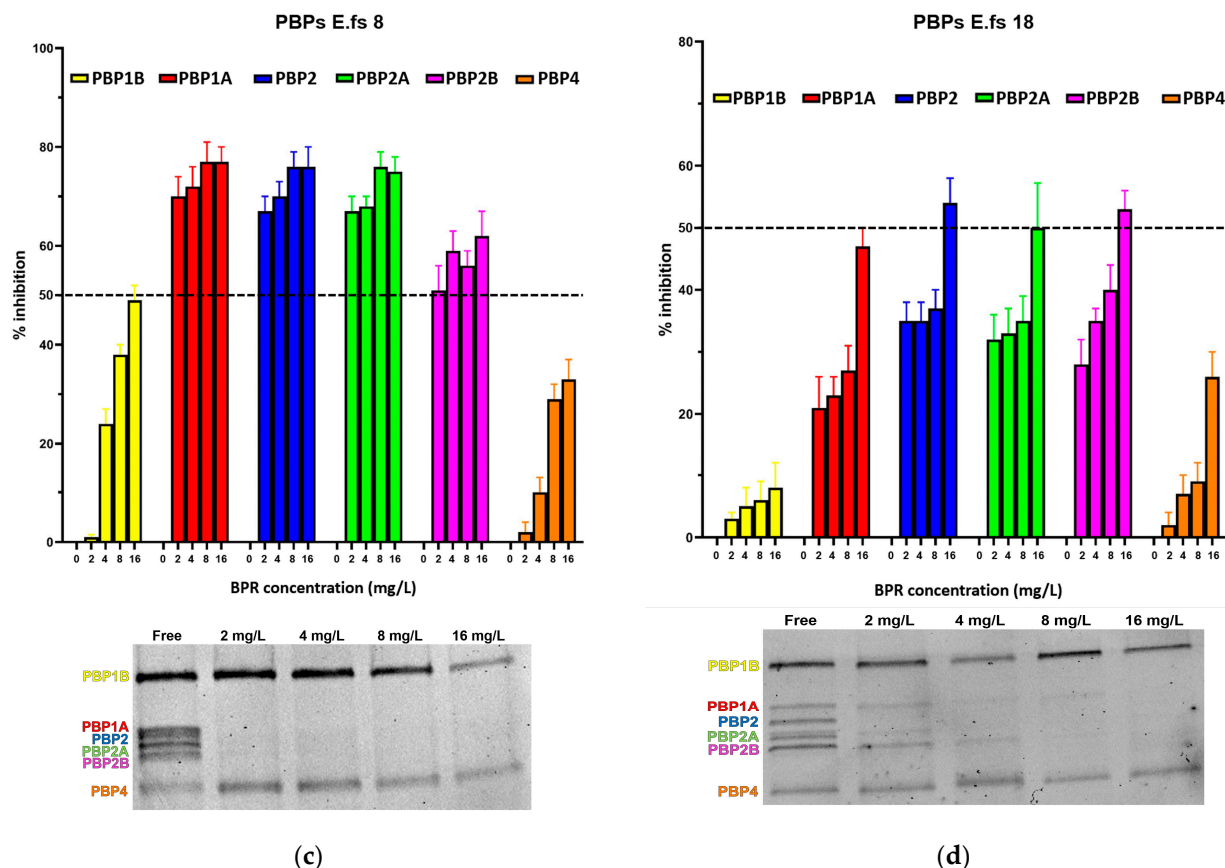 PBPs E.fs 8
100
80
60
40
20
0
% inhibition
PBP1B PBP1A PBP2 PBP2A PBP2B PBP4
0 2 4 8 16 0 2 4 8 16 0 2 4 8 16 0 2 4 8 16 0 2 4 8 16 0 2 4 8 16
BPR concentration (mg/L)
Free 2 mg/L 4 mg/L 8 mg/L 16 mg/L
PBP1B
PBP1A
PBP2
PBP2A
PBP2B
PBP4
(c)
PBPs E.fs 18
80
60
40
20
0
% inhibition
PBP1B PBP1A PBP2 PBP2A PBP2B PBP4
0 2 4 8 16 0 2 4 8 16 0 2 4 8 16 0 2 4 8 16 0 2 4 8 16 0 2 4 8 16
BPR concentration (mg/L)
Free 2 mg/L 4 mg/L 8 mg/L 16 mg/L
PBP1B
PBP1A
PBP2
PBP2A
PBP2B
PBP4
(d)